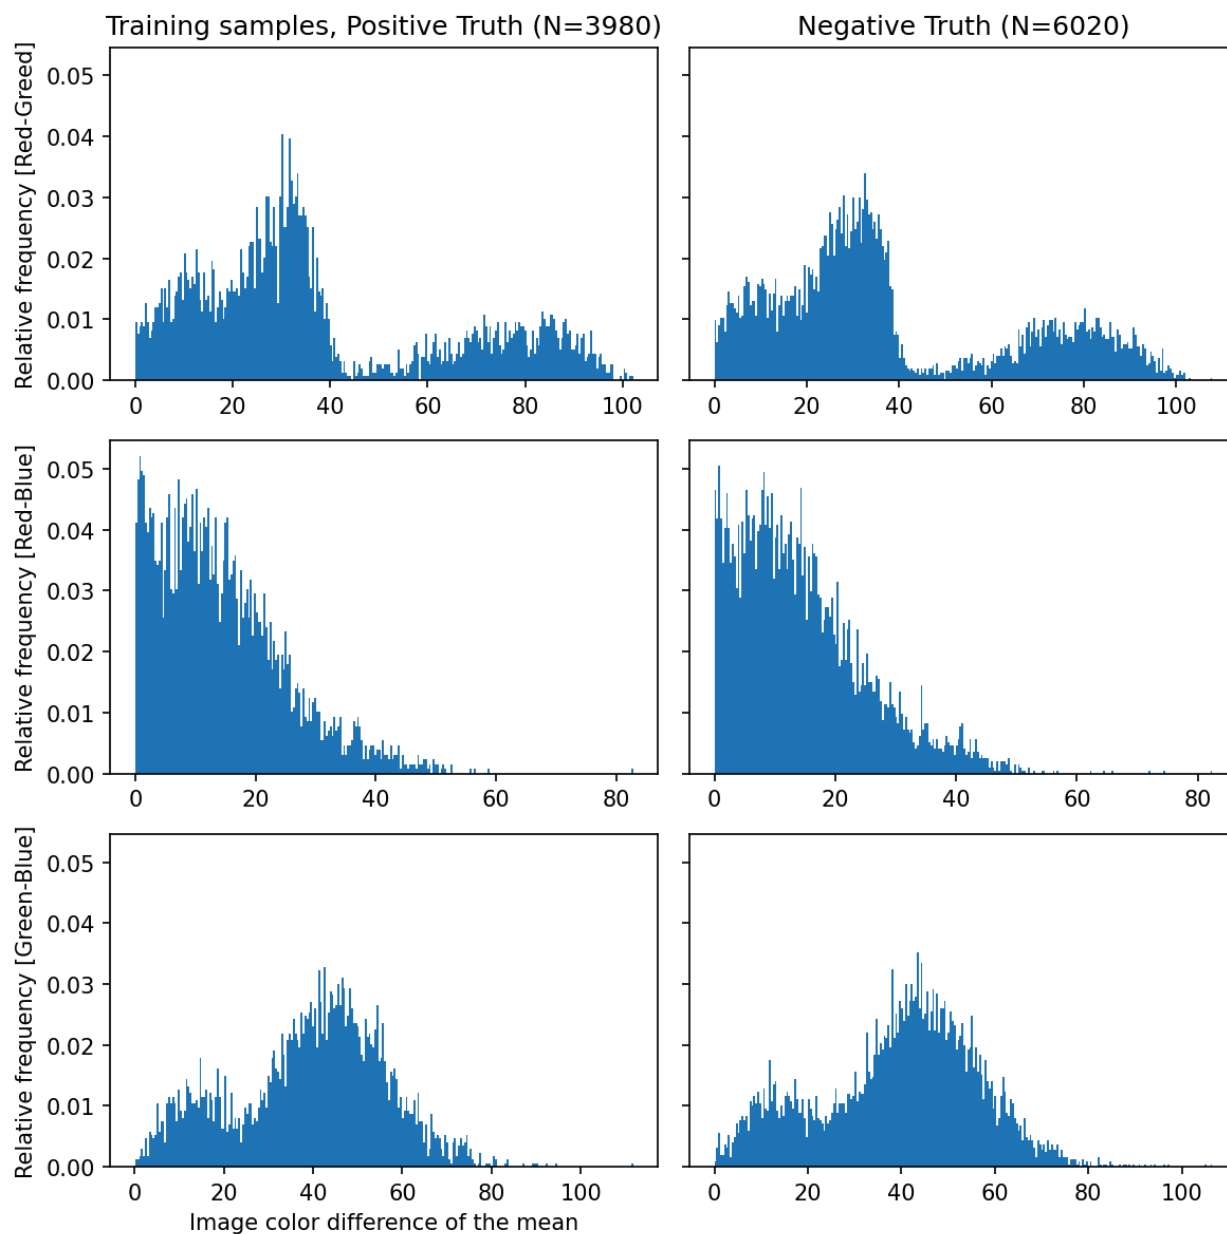 Training samples, Positive Truth (N=3980) Negative Truth (N=6020)
Relative frequency [Red-Greed]
0.05
0.04
0.03
0.02
0.01
0.00
0 20 40 60 80 100
0 20 40 60 80 100
Relative frequency [Red-Blue]
0.05
0.04
0.03
0.02
0.01
0.00
0 20 40 60 80
0 20 40 60 80
Relative frequency [Green-Blue]
0.05
0.04
0.03
0.02
0.01
0.00
0 20 40 60 80 100
0 20 40 60 80 100
Image color difference of the mean